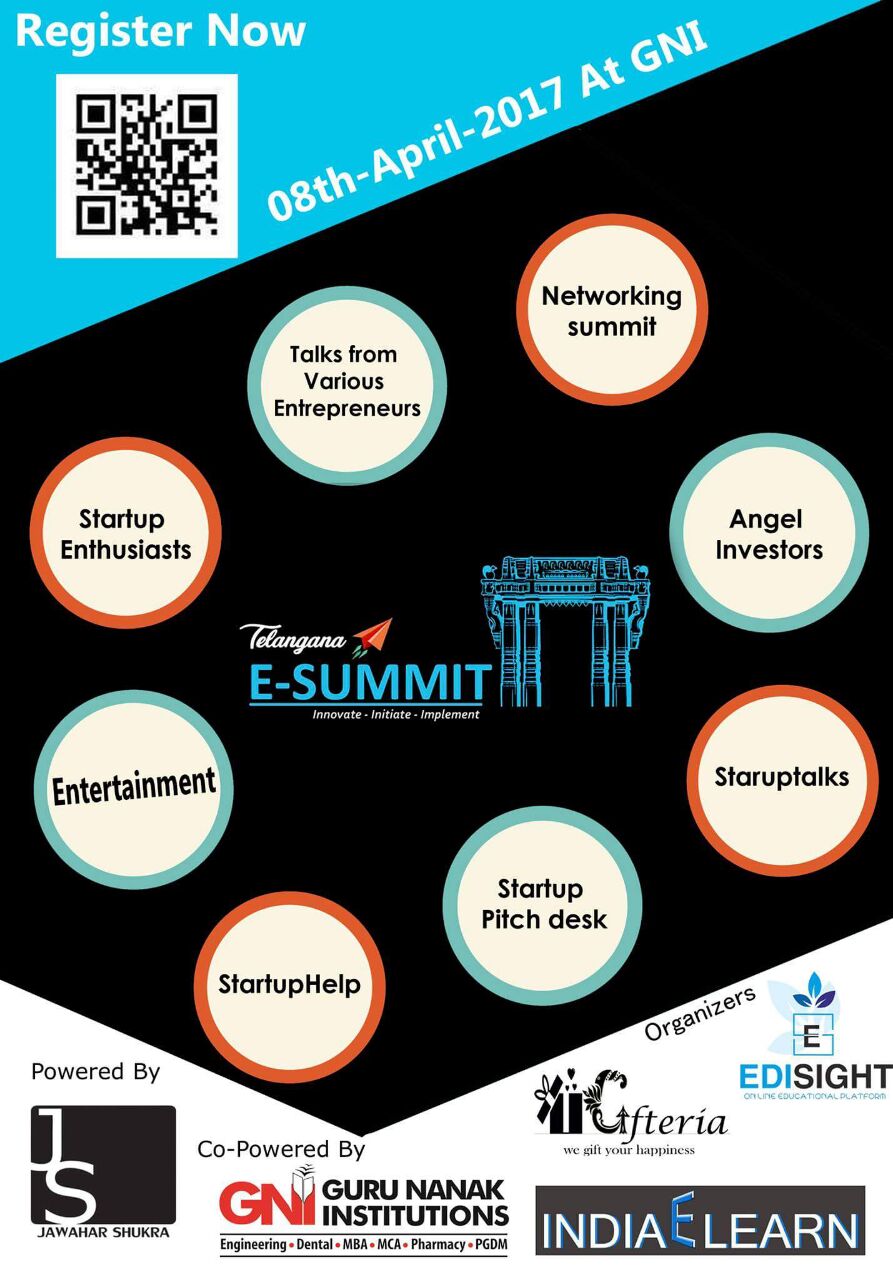 Register Now
08th-April-2017 At GNI
Networking
summit
Talks from
Various
Entrepreneurs
Startup
Enthusiasts
Angel
Investors
Telangana
E-SUMMIT
Innovate - Initiate - Implement
Entertainment
Staruptalks
Startup
Pitch desk
StartupHelp
Organizers
E
EDISIGHT
ONLINE EDUCATIONAL PLATFORM
Powered By
JS
JAWAHAR SHUKRA
Co-Powered By
GNI GURU NANAK
INSTITUTIONS
Engineering • Dental • MBA • MCA • Pharmacy • PGDM
Gifteria
we gift your happiness
INDIA E LEARN